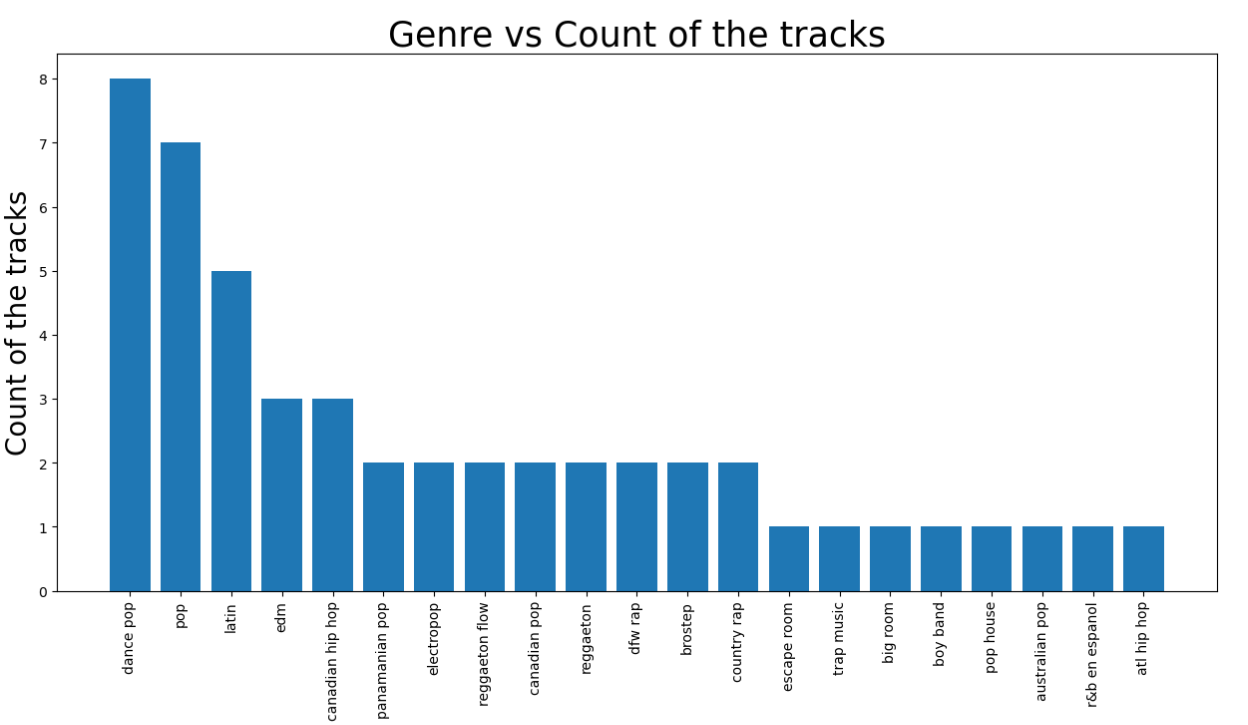 Genre vs Count of the tracks
Count of the tracks
8
7
6
5
4
3
2
1
0
dance pop
pop
latin
edm
canadian hip hop
panamanian pop
electropop
reggaeton flow
canadian pop
reggaeton
dfw rap
brostep
country rap
escape room
trap music
big room
boy band
pop house
australian pop
r&b en espanol
atl hip hop